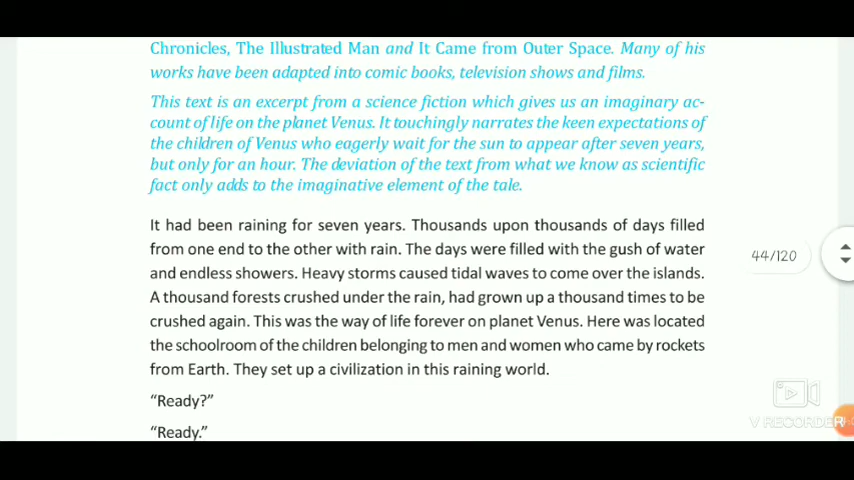 Chronicles, The Illustrated Man and It Came from Outer Space. Many of his
works have been adapted into comic books, television shows and films.
This text is an excerpt from a science fiction which gives us an imaginary ac-
count of life on the planet Venus. It touchingly narrates the keen expectations of
the children of Venus who eagerly wait for the sun to appear after seven years,
but only for an hour. The deviation of the text from what we know as scientific
fact only adds to the imaginative element of the tale.
It had been raining for seven years. Thousands upon thousands of days filled
from one end to the other with rain. The days were filled with the gush of water
and endless showers. Heavy storms caused tidal waves to come over the islands.
A thousand forests crushed under the rain, had grown up a thousand times to be
crushed again. This was the way of life forever on planet Venus. Here was located
the schoolroom of the children belonging to men and women who came by rockets
from Earth. They set up a civilization in this raining world.
“Ready?”
“Ready.”
44/120
V RECORDER